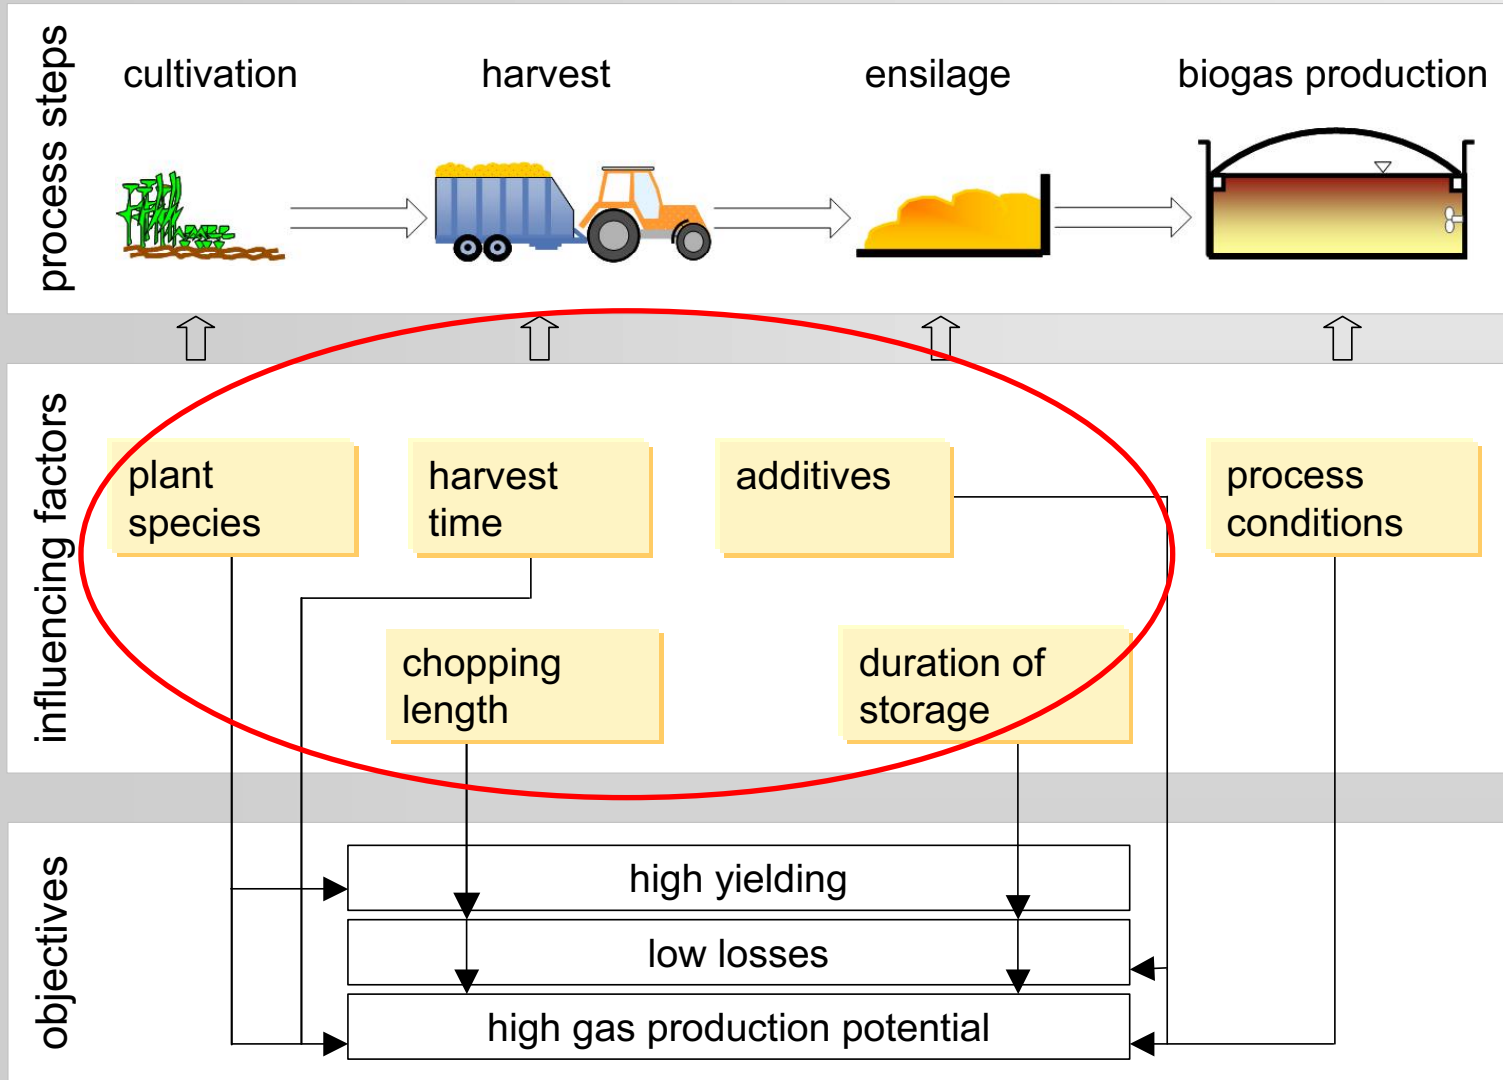 process steps
cultivation
harvest
ensilage
biogas production
influencing factors
plant
species
harvest
time
additives
process
conditions
chopping
length
duration of
storage
objectives
high yielding
low losses
high gas production potential